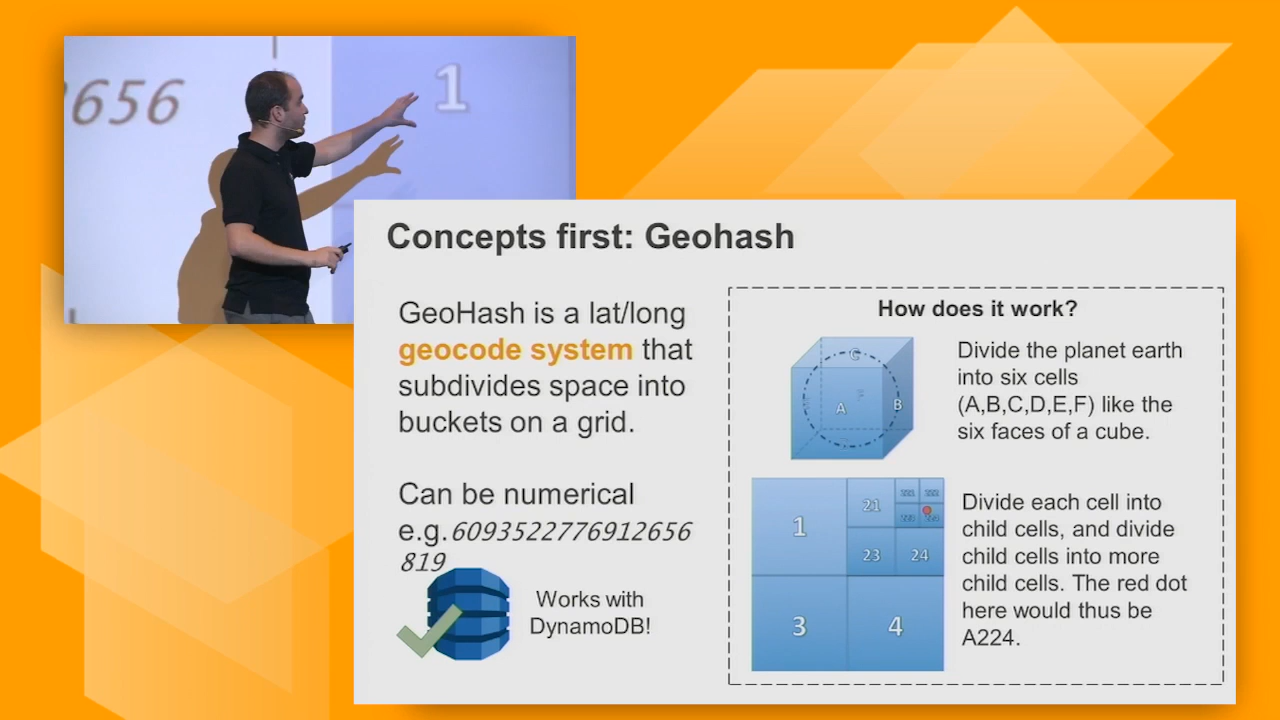 656
1
Concepts first: Geohash
GeoHash is a lat/long
geocode system that
subdivides space into
buckets on a grid.
Can be numerical
e.g. 6093522776912656
819
Works with
DynamoDB!
How does it work?
C
A
F
B
Divide the planet earth
into six cells
(A,B,C,D,E,F) like the
six faces of a cube.
1
21
23
24
3
4
Divide each cell into
child cells, and divide
child cells into more
child cells. The red dot
here would thus be
A224.